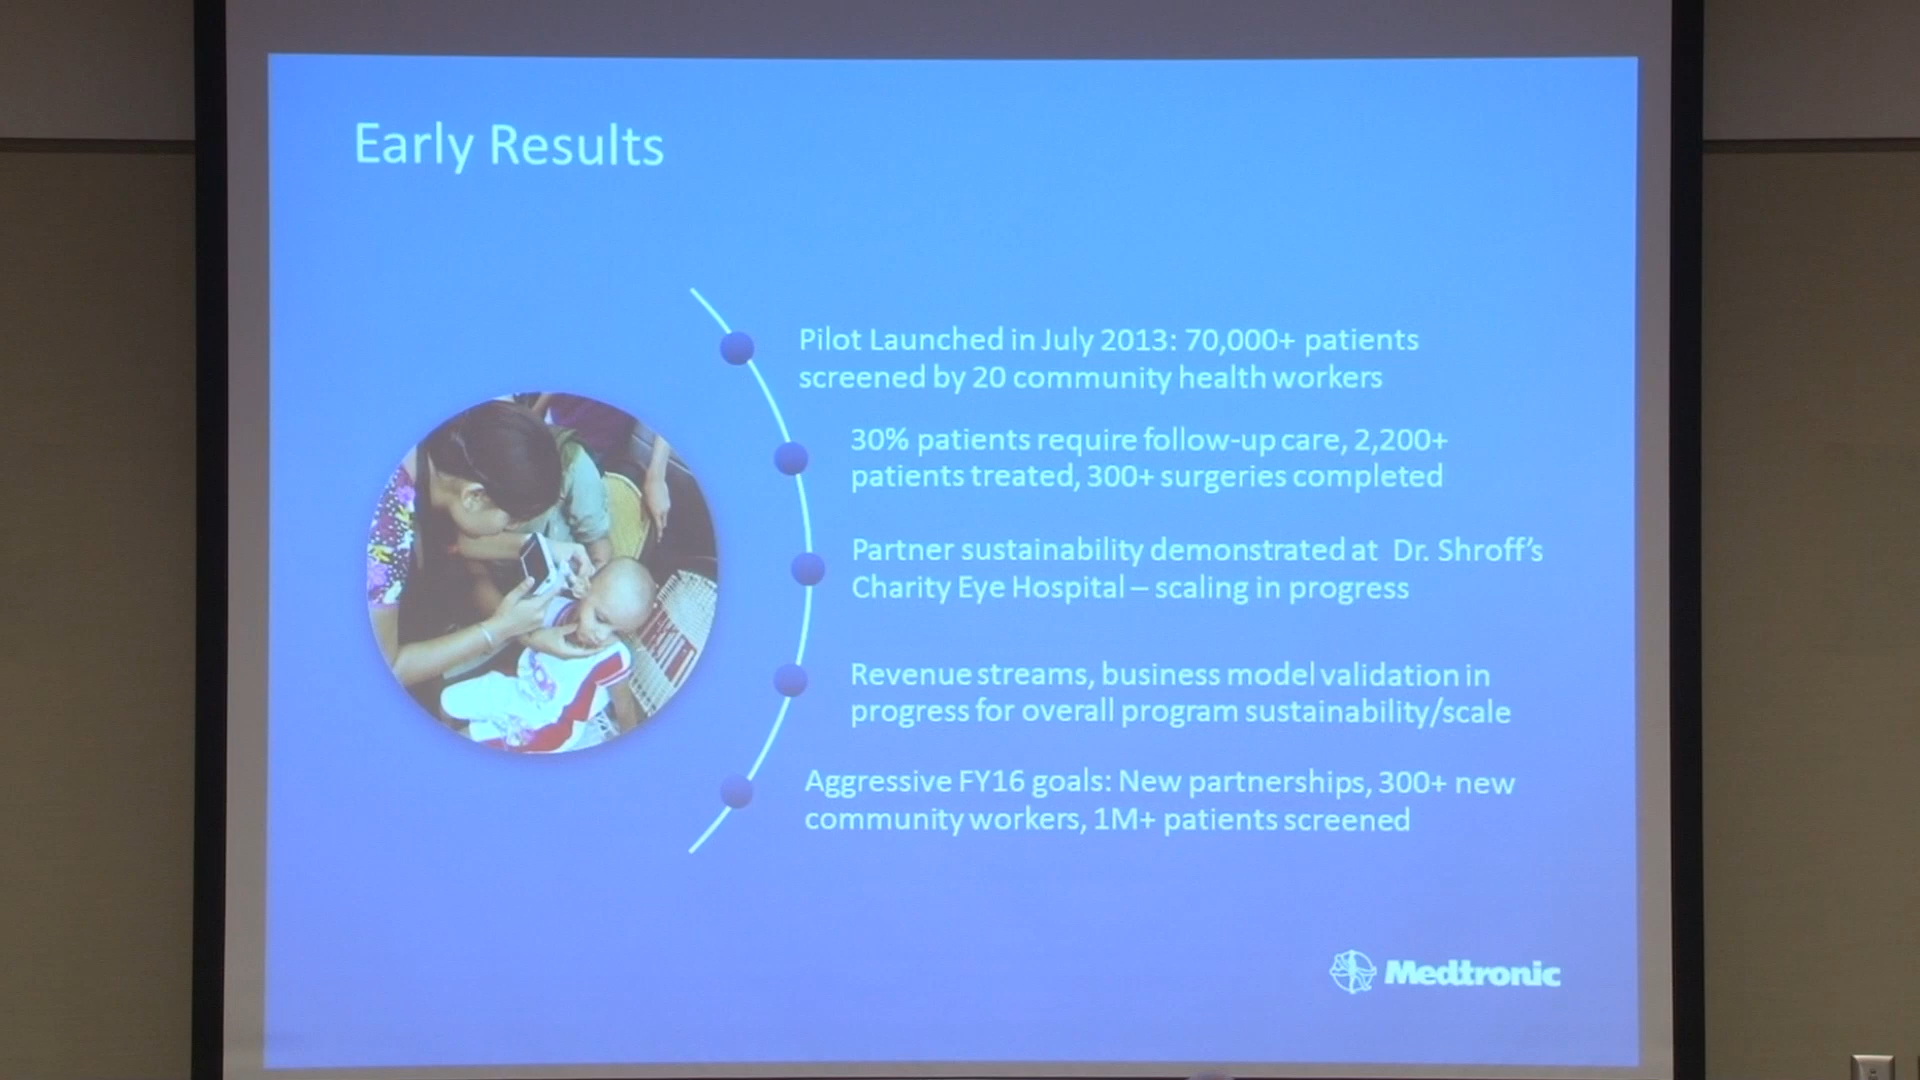 Early Results
Pilot Launched in July 2013: 70,000+ patients
screened by 20 community health workers
30% patients require follow-up care, 2,200+
patients treated, 300+ surgeries completed
Partner sustainability demonstrated at Dr. Shroff's
Charity Eye Hospital – scaling in progress
Revenue streams, business model validation in
progress for overall program sustainability/scale
Aggressive FY16 goals: New partnerships, 300+ new
community workers, 1M+ patients screened
Medtronic